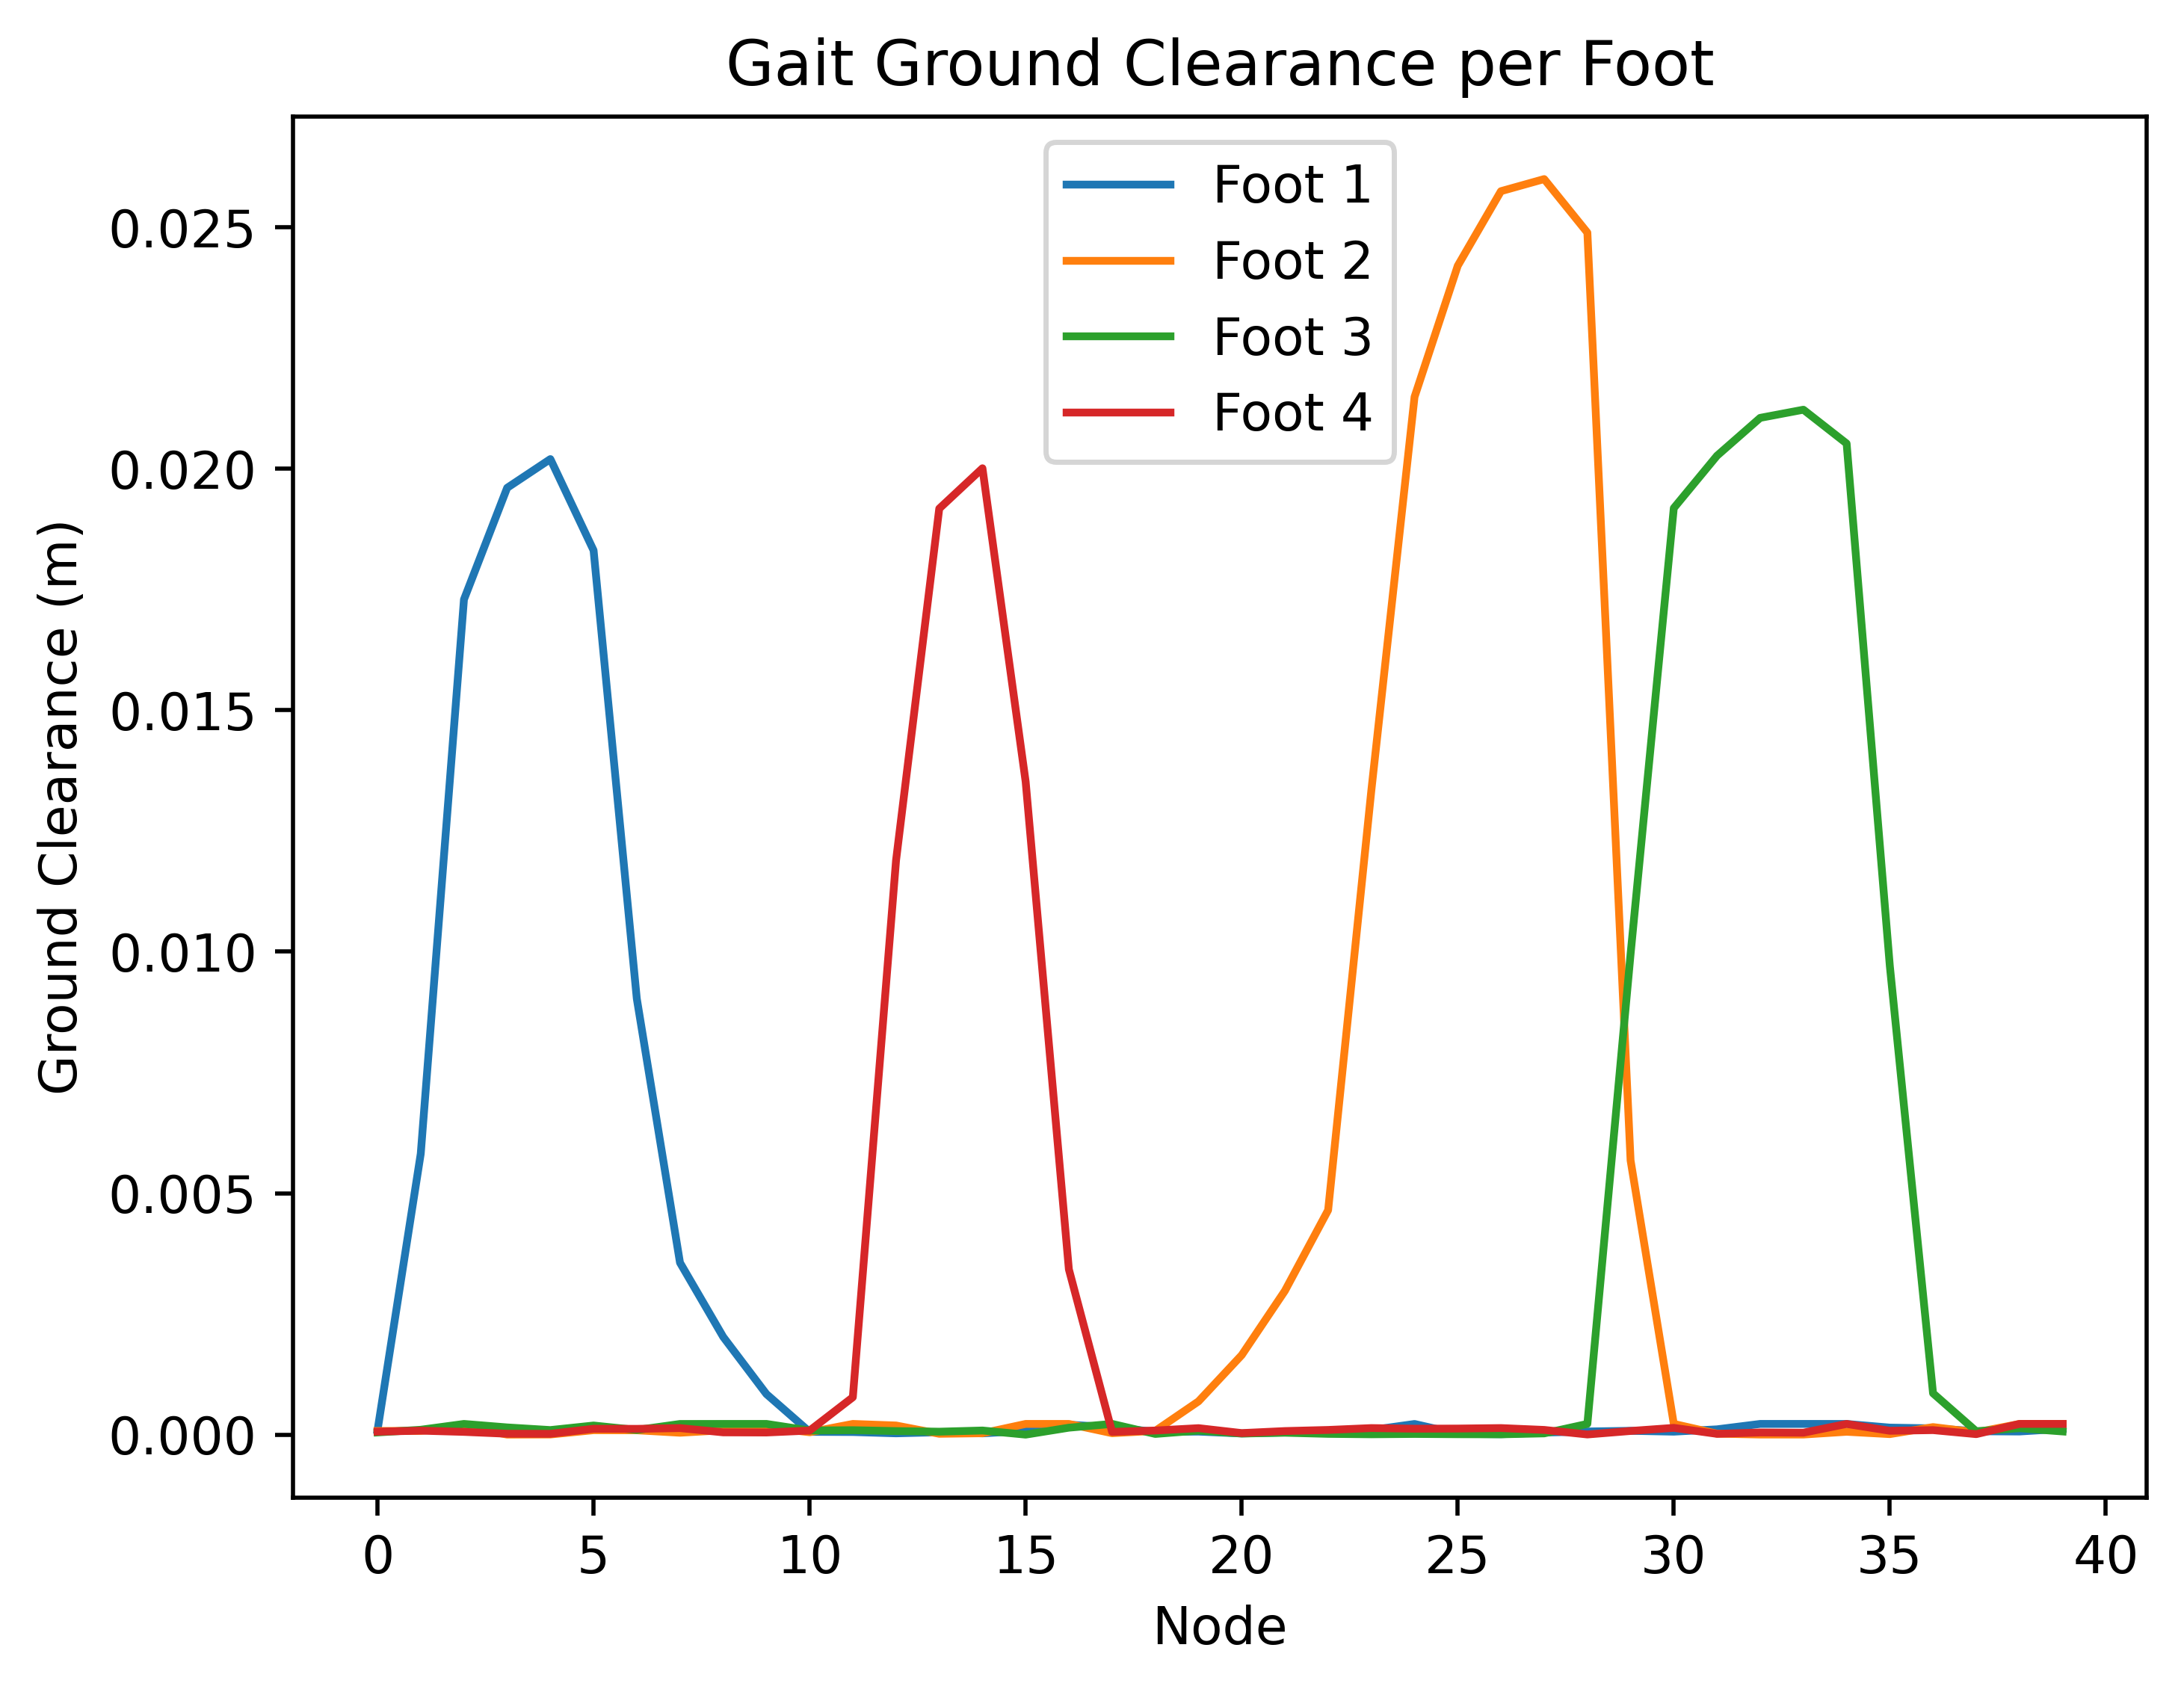 Gait Ground Clearance per Foot
Foot 1
Foot 2
Foot 3
Foot 4
Ground Clearance (m)
0.025
0.020
0.015
0.010
0.005
0.000
0 5 10 15 20 25 30 35 40
Node